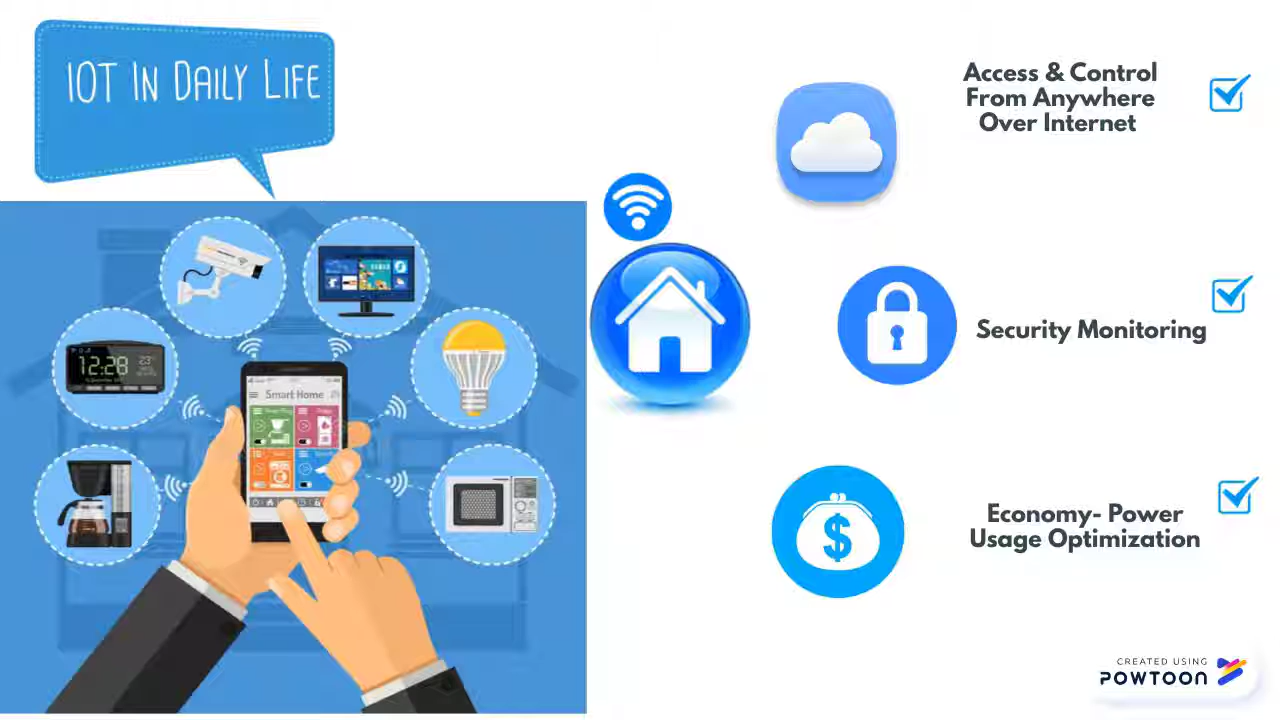 IOT IN DAILY LIFE
Access & Control
From Anywhere
Over Internet
Security Monitoring
Economy- Power
Usage Optimization
12:28
23°
Smart Home
$
CREATED USING
POWTOON